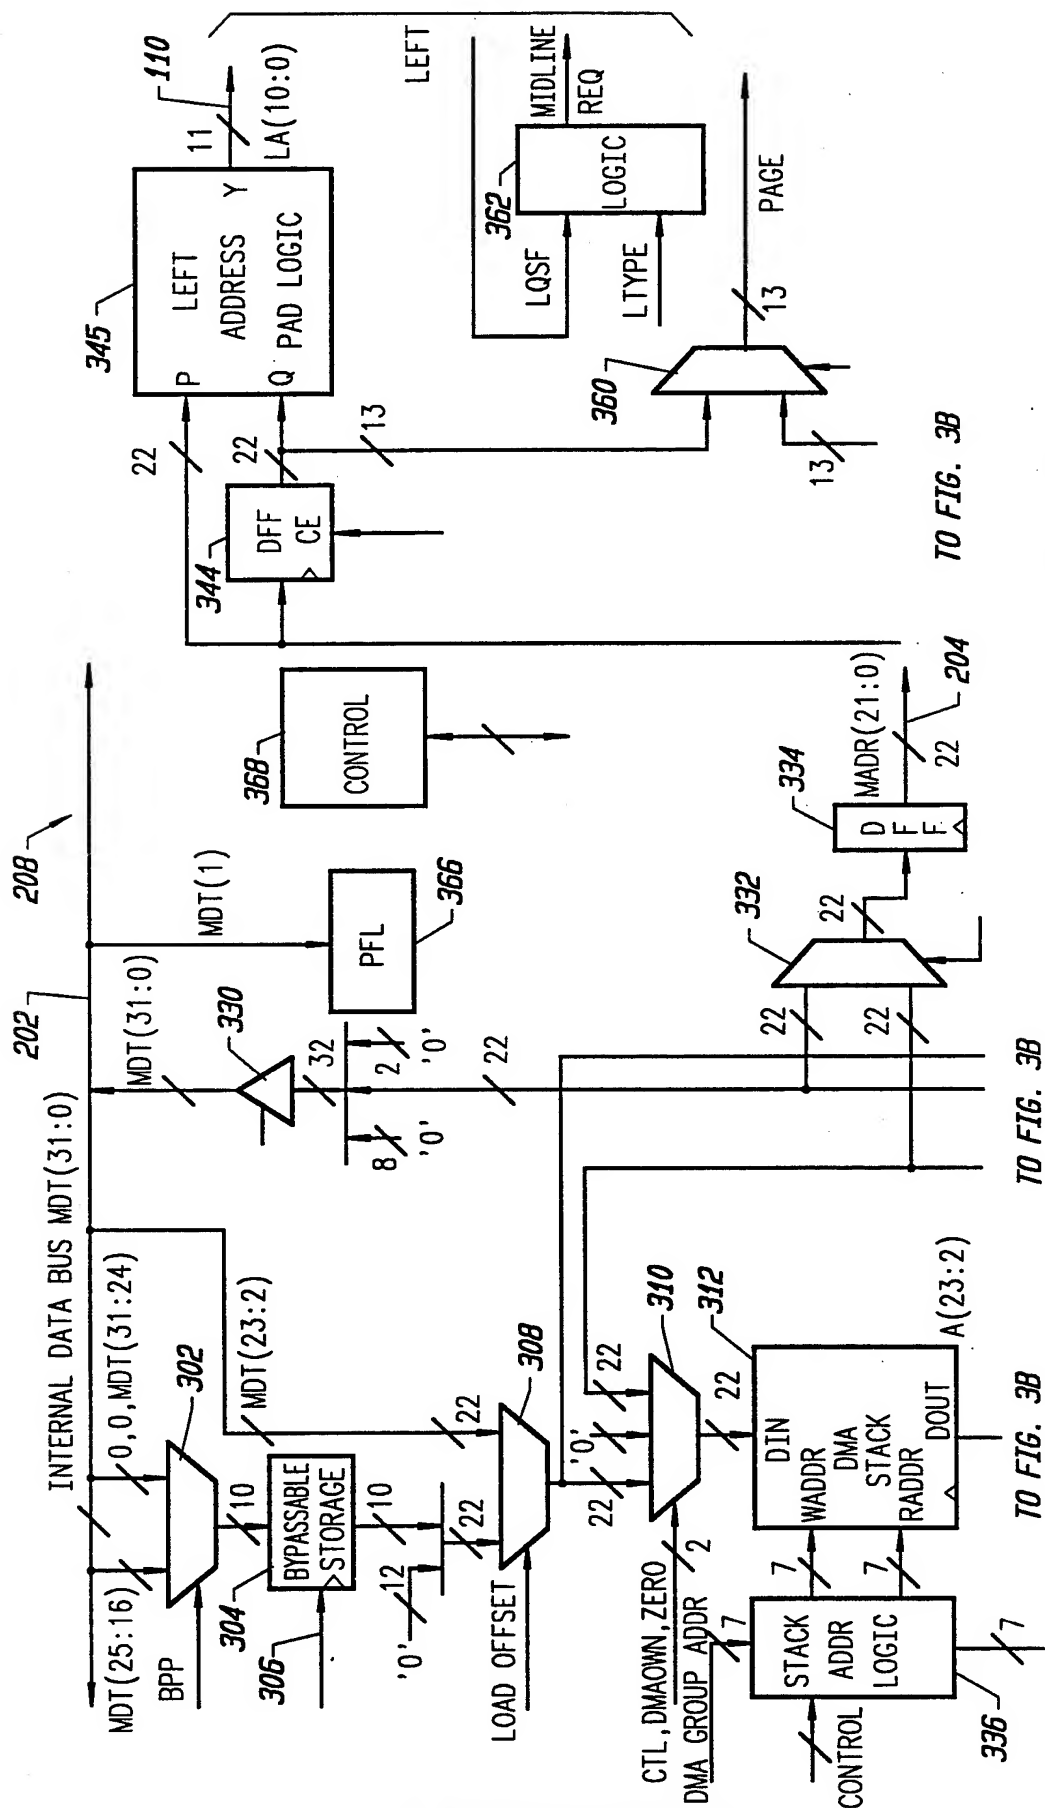 202
208
INTERNAL DATA BUS MDT(31:0)
MDT(25:16)
0,0,MDT(31:24)
302
BPP
10
304
BYPASSABLE
STORAGE
306
10
'0'
12
22
MDT(23:2)
22
LOAD OFFSET
308
22
'0'
22
310
CTL,DMAOWN,ZERO
2
22
312
DMA GROUP ADDR
7
DIN
WADDR
DMA
STACK
RADDR
DOUT
A(23:2)
STACK
ADDR
LOGIC
7
7
CONTROL
336
7
TO FIG. 3B
MDT(31:0)
330
32
8
'0'
2
'0'
22
MDT(1)
PFL
366
22
22
332
22
334
D
F
F
MADR(21:0)
22
204
TO FIG. 3B
368
CONTROL
344
DFF
CE
22
22
13
345
P
Q
LEFT
ADDRESS
PAD LOGIC
Y
11
110
LA(10:0)
LEFT
LQSF
LTYPE
362
LOGIC
MIDLINE
REQ
360
13
13
PAGE
TO FIG. 3B